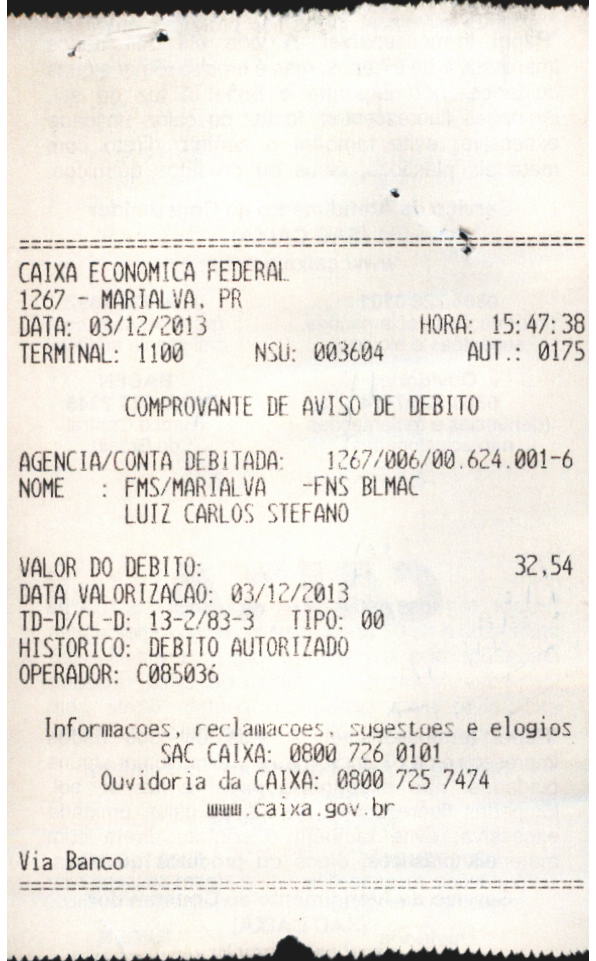 ================================================
CAIXA ECONOMICA FEDERAL
1267 - MARIALVA, PR
DATA: 03/12/2013 HORA: 15:47:38
TERMINAL: 1100 NSU: 003604 AUT.: 0175
COMPROVANTE DE AVISO DE DEBITO
AGENCIA/CONTA DEBITADA: 1267/006/00.624.001-6
NOME : FMS/MARIALVA -FNS BLMAC
LUIZ CARLOS STEFANO
VALOR DO DEBITO: 32,54
DATA VALORIZACAO: 03/12/2013
TD-D/CL-D: 13-2/83-3 TIPO: 00
HISTORICO: DEBITO AUTORIZADO
OPERADOR: C085036
Informacoes, reclamacoes, sugestoes e elogios
SAC CAIXA: 0800 726 0101
Ouvidoria da CAIXA: 0800 725 7474
www.caixa.gov.br
Via Banco
================================================